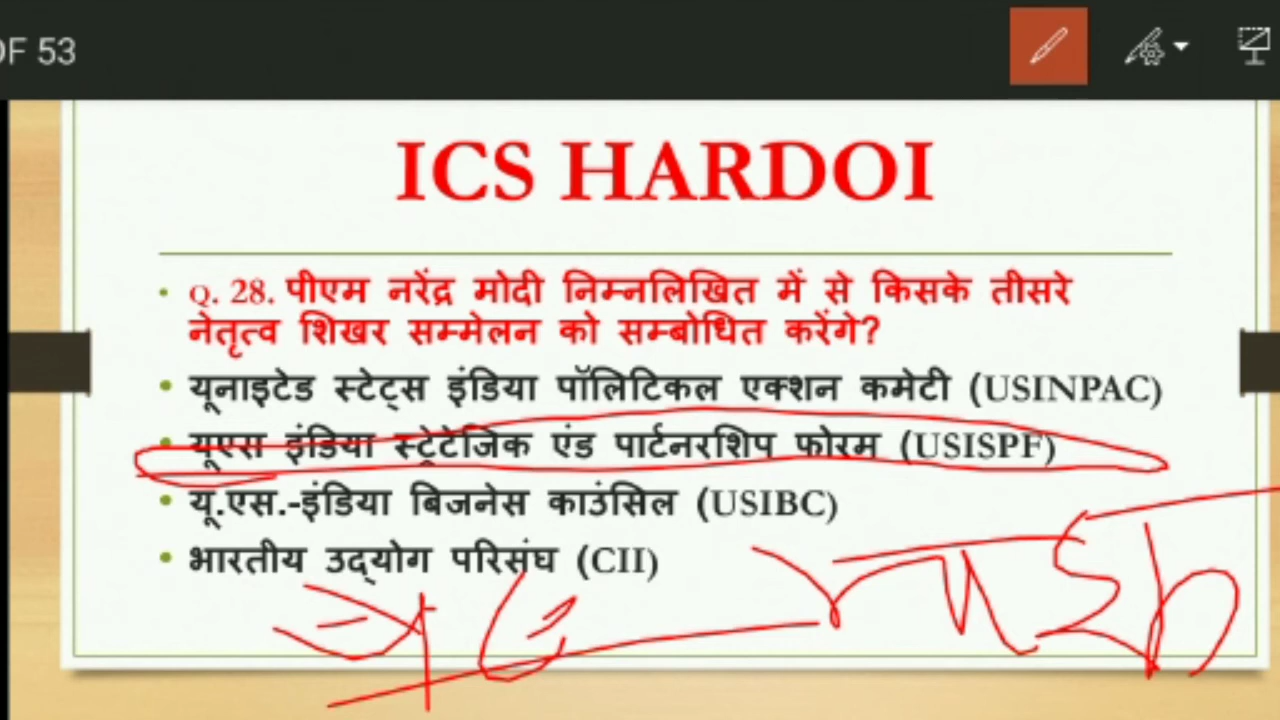 OF 53
ICS HARDOI
• Q. 28. पीएम नरेंद्र मोदी निम्नलिखित में से किसके तीसरे
नेतृत्व शिखर सम्मेलन को सम्बोधित करेंगे?
• यूनाइटेड स्टेट्स इंडिया पॉलिटिकल एक्शन कमेटी (USINPAC)
• यूएस इंडिया स्ट्रेटेजिक एंड पार्टनरशिप फोरम (USISPF)
• यू.एस.-इंडिया बिजनेस काउंसिल (USIBC)
• भारतीय उद्योग परिसंघ (CII)